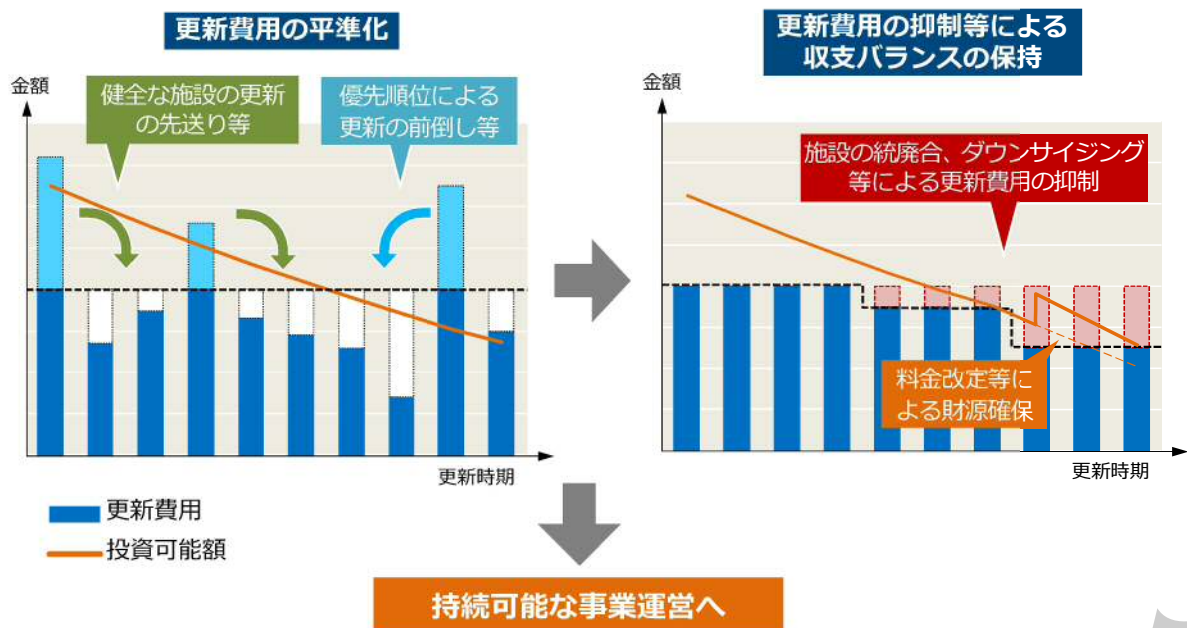 更新費用の平準化
金額
健全な施設の更新
の先送り等
優先順位による
更新の前倒し等
更新時期
更新費用
投資可能額
更新費用の抑制等による
収支バランスの保持
金額
施設の統廃合、ダウンサイジング
等による更新費用の抑制
料金改定等に
よる財源確保
更新時期
持続可能な事業運営へ